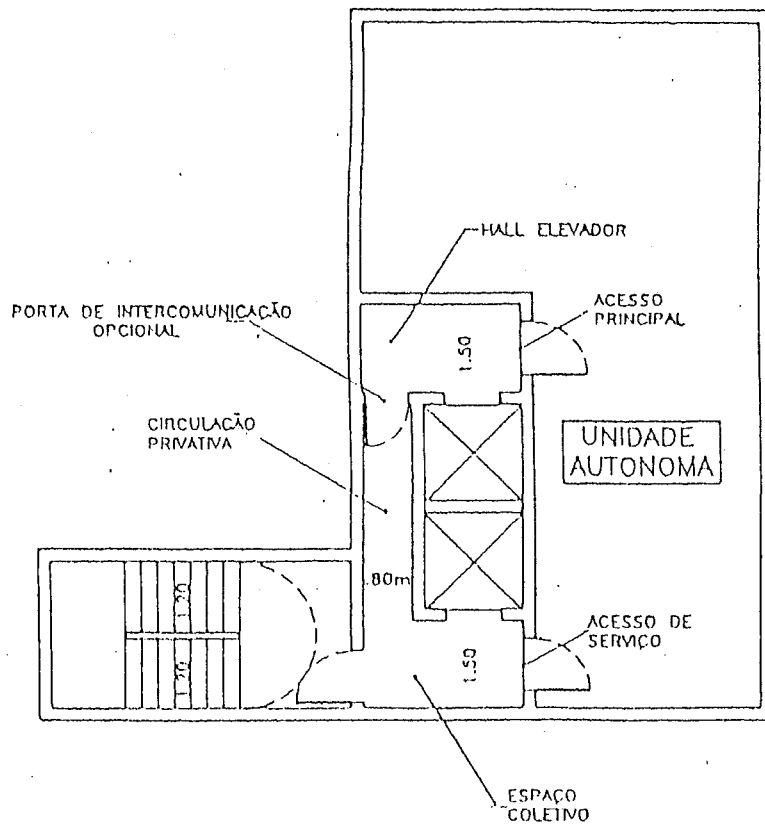 HALL ELEVADOR
PORTA DE INTERCOMUNICAÇÃO
OPCIONAL
ACESSO
PRINCIPAL
1.50
CIRCULAÇÃO
PRIVATIVA
UNIDADE
AUTONOMA
.80m
1.20
1.20
1.50
ACESSO DE
SERVIÇO
ESPAÇO
COLETIVO